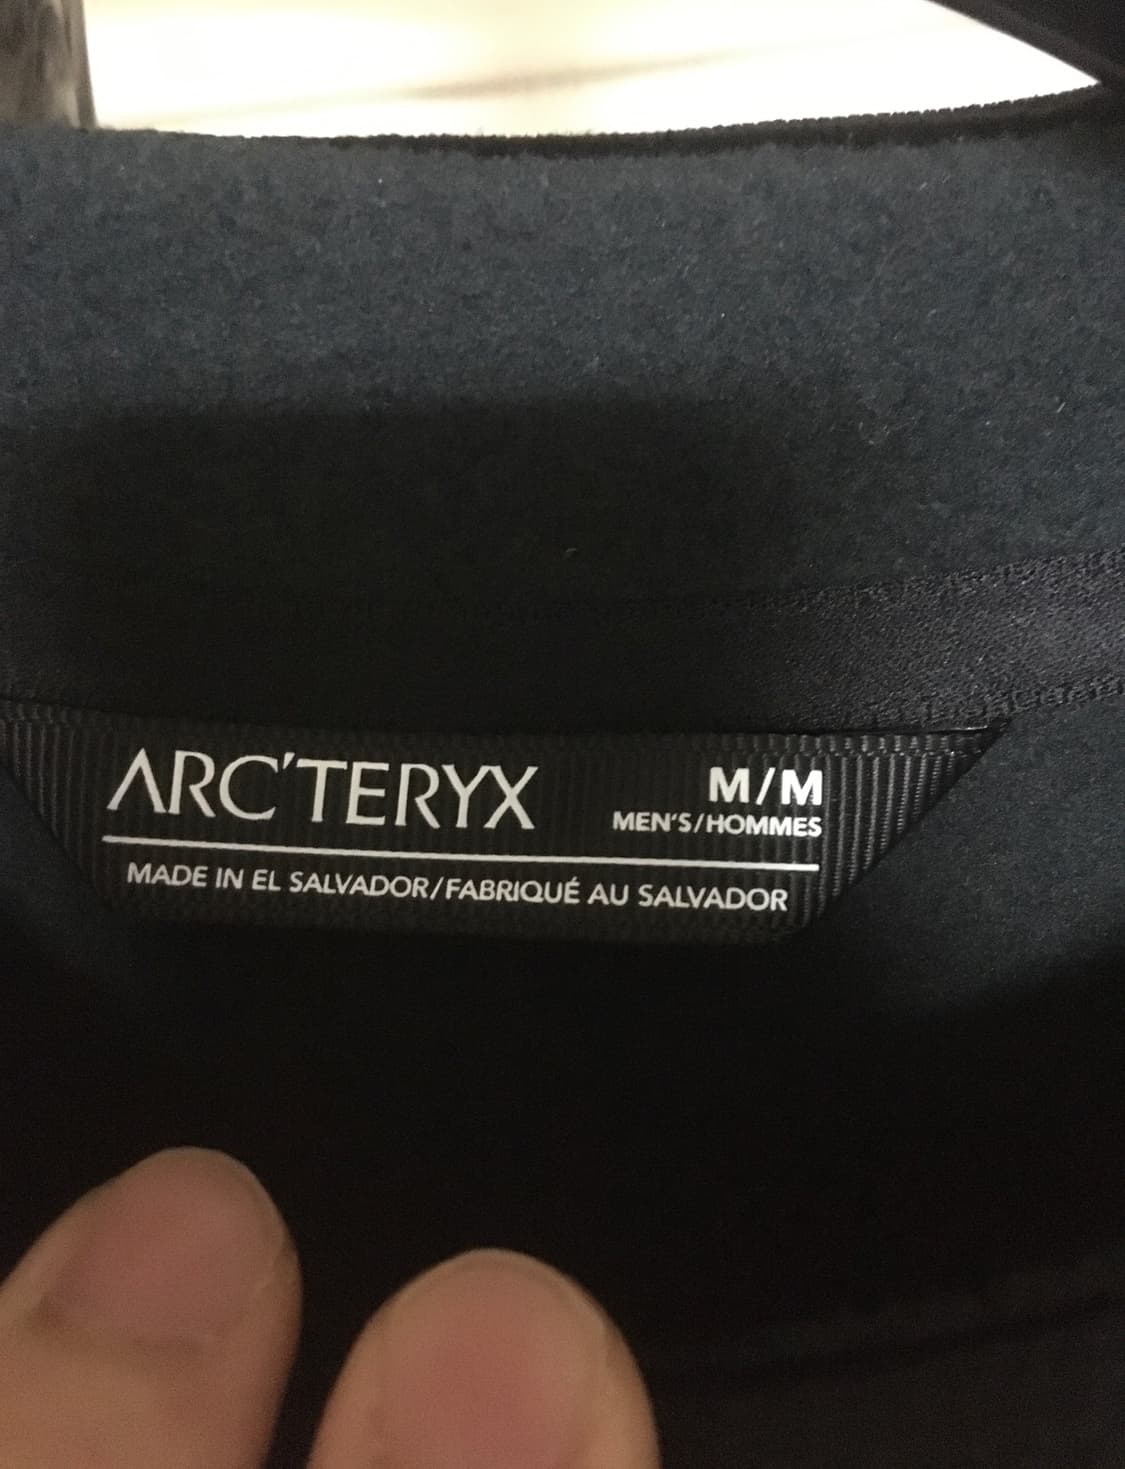 ARC'TERYX
M/M
MEN'S/HOMMES
MADE IN EL SALVADOR/FABRIQUÉ AU SALVADOR